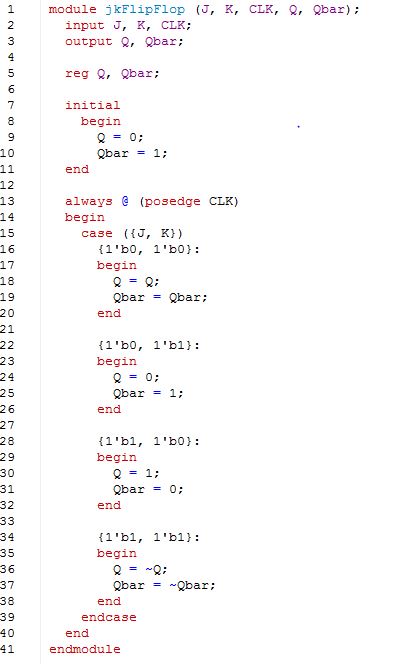 1 module jkFlipFlop (J, K, CLK, Q, Qbar);
2 input J, K, CLK;
3 output Q, Qbar;
4
5 reg Q, Qbar;
6
7 initial
8 begin
9 Q = 0;
10 Qbar = 1;
11 end
12
13 always @ (posedge CLK)
14 begin
15 case ({J, K})
16 {1'b0, 1'b0}:
17 begin
18 Q = Q;
19 Qbar = Qbar;
20 end
21
22 {1'b0, 1'b1}:
23 begin
24 Q = 0;
25 Qbar = 1;
26 end
27
28 {1'b1, 1'b0}:
29 begin
30 Q = 1;
31 Qbar = 0;
32 end
33
34 {1'b1, 1'b1}:
35 begin
36 Q = ~Q;
37 Qbar = ~Qbar;
38 end
39 endcase
40 end
41 endmodule